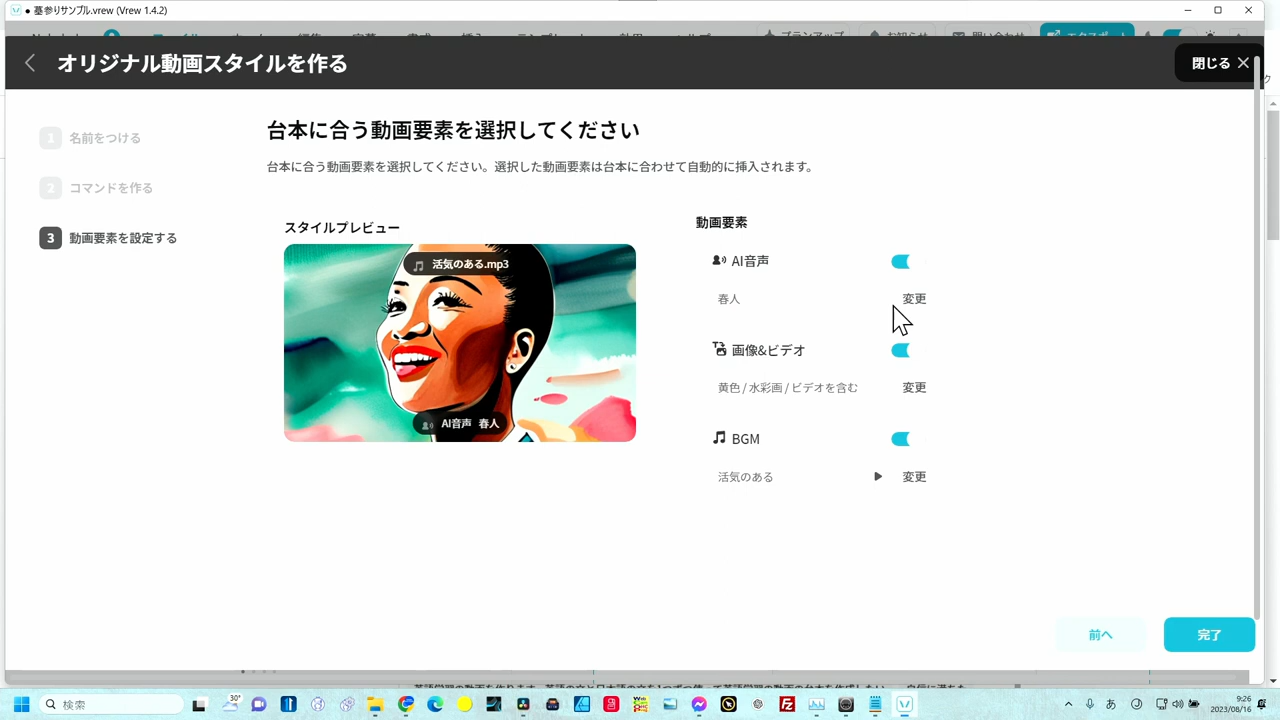 ● 墓参りサンプル.vrew (Vrew 1.4.2)
オリジナル動画スタイルを作る
閉じる ×
1 名前をつける
2 コマンドを作る
3 動画要素を設定する
台本に合う動画要素を選択してください
台本に合う動画要素を選択してください。選択した動画要素は台本に合わせて自動的に挿入されます。
スタイルプレビュー
活気のある.mp3
AI音声 春人
動画要素
AI音声
春人 変更
画像&ビデオ
黄色 / 水彩画 / ビデオを含む 変更
BGM
活気のある 変更
前へ 完了
検索
30°
あ
9:26
2023/08/16